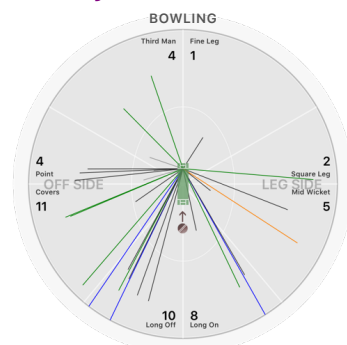 BOWLING
Third Man Fine Leg
4 1
4 2
Point Square Leg
OFF SIDE LEG SIDE
Covers Mid Wicket
11 5
10 8
Long Off Long On